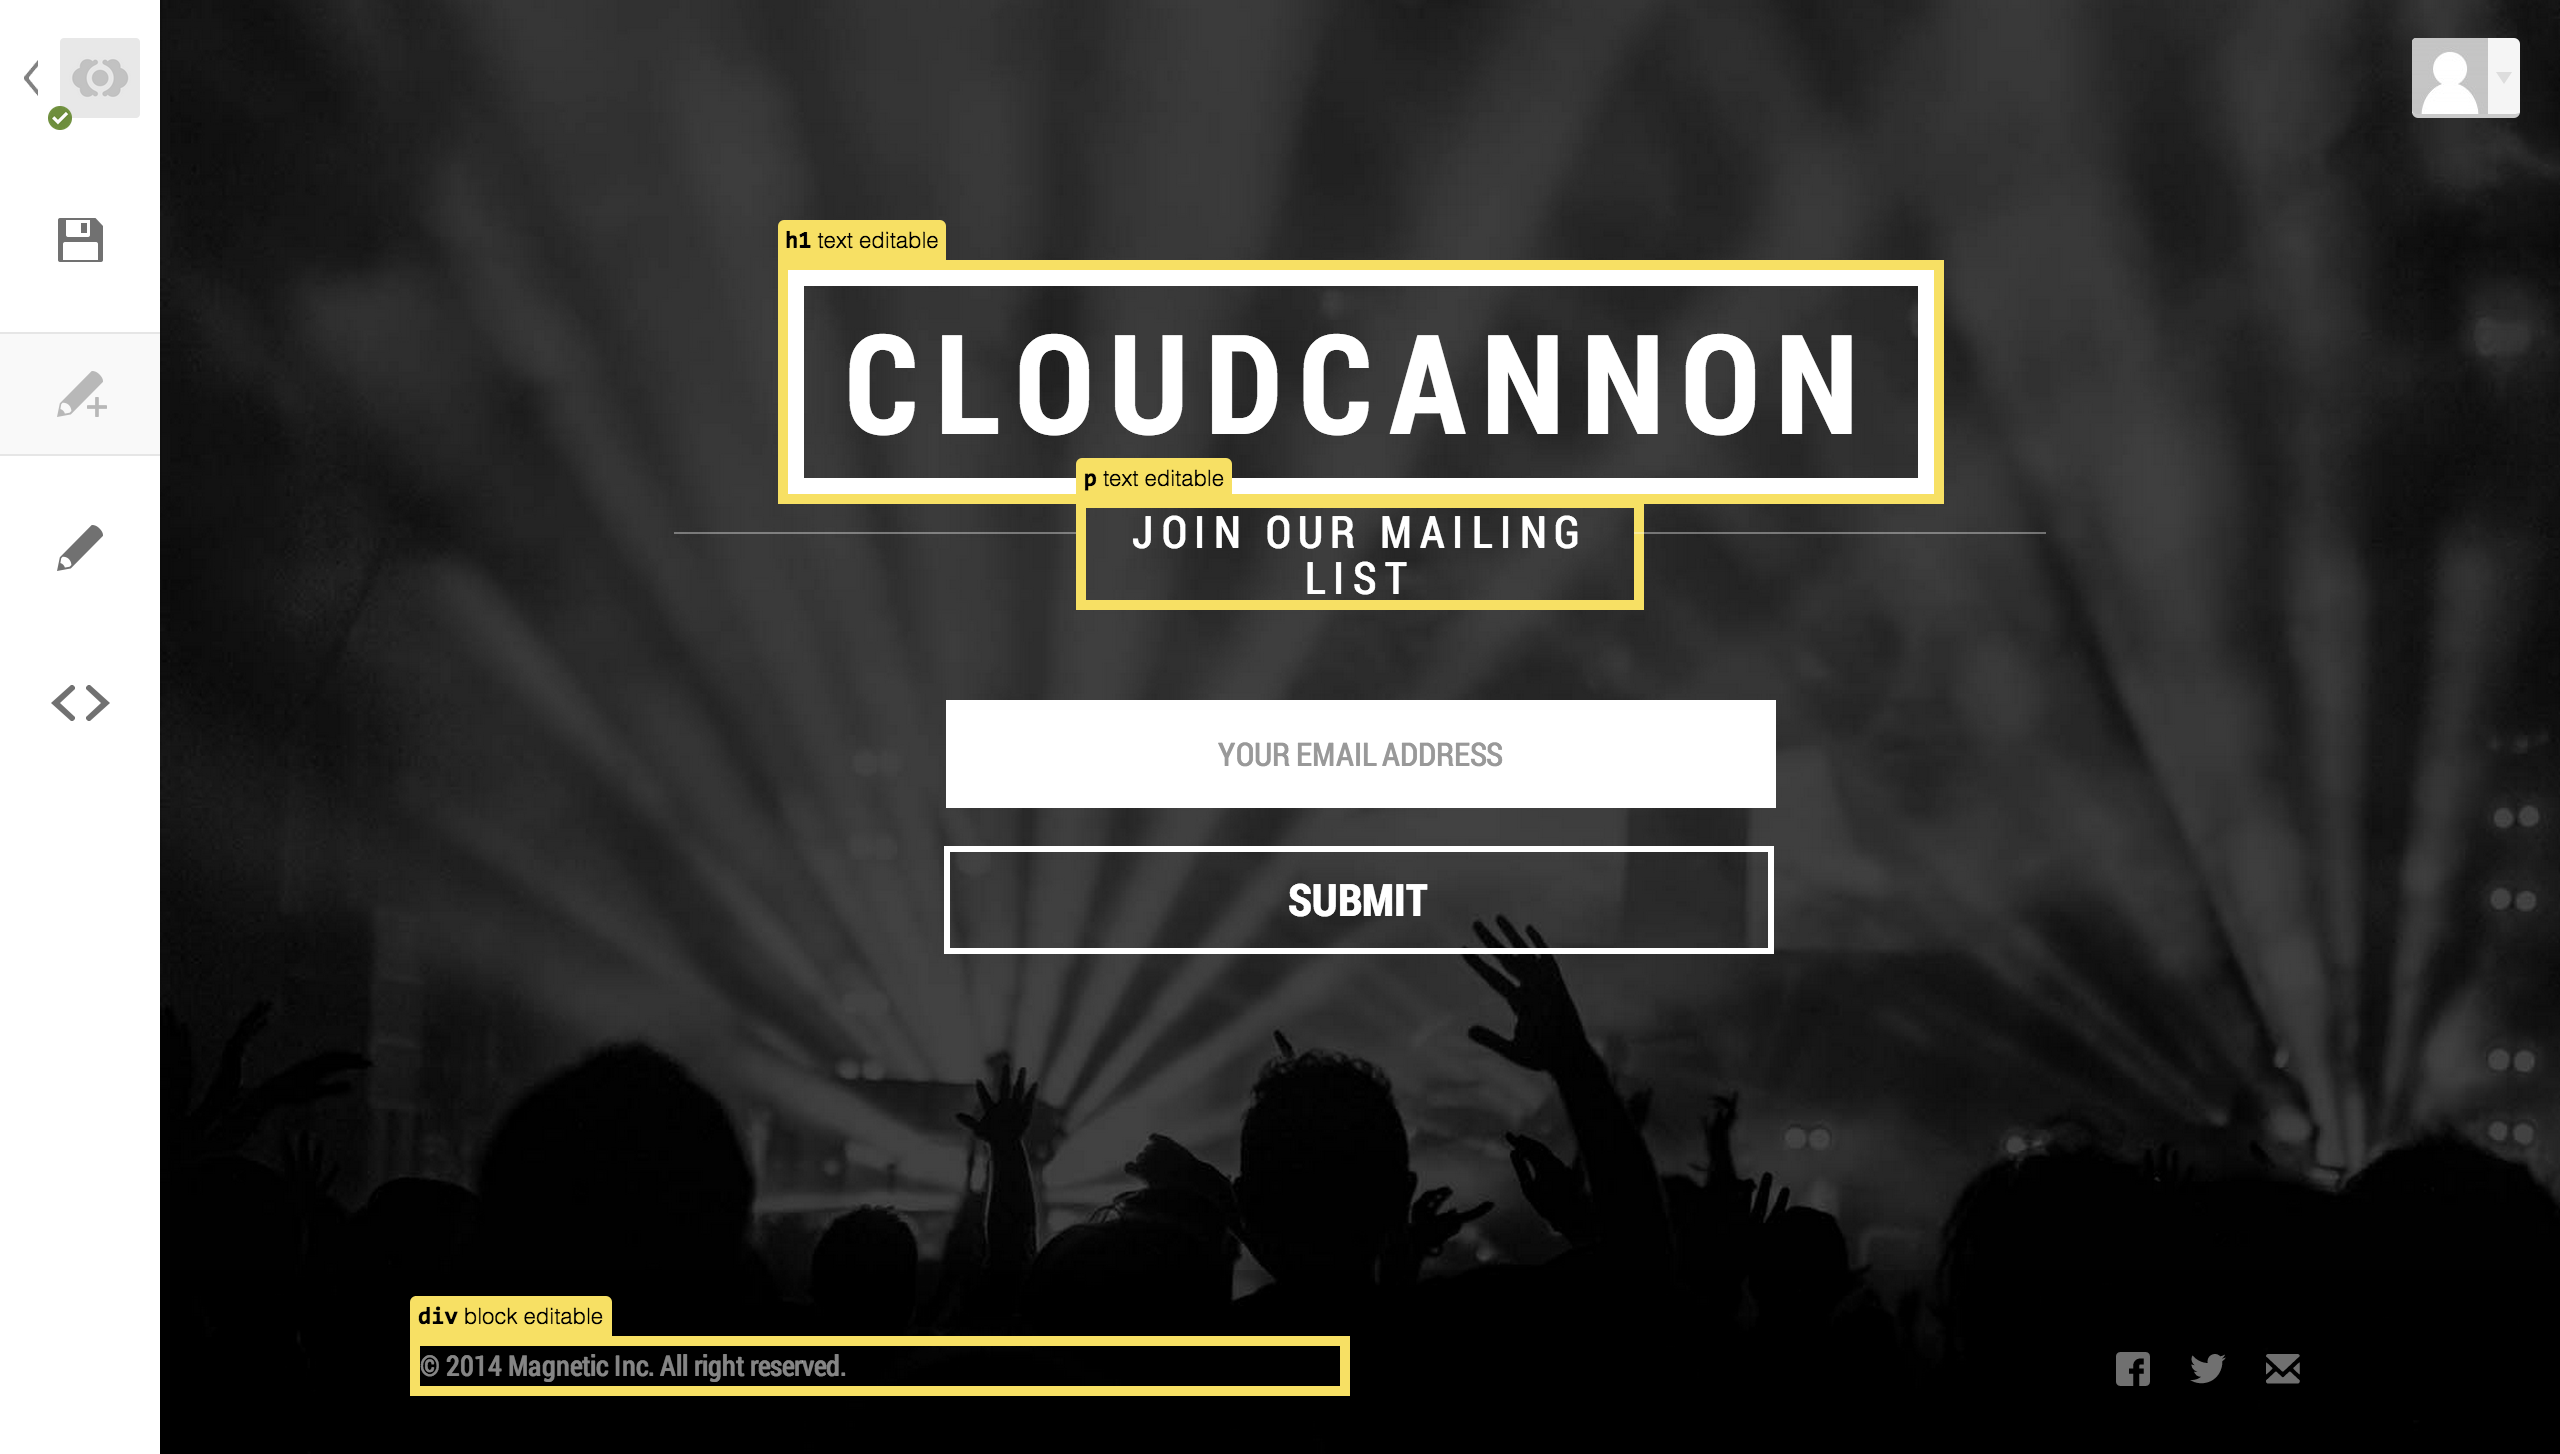 h1 text editable
CLOUDCANNON
p text editable
JOIN OUR MAILING
LIST
YOUR EMAIL ADDRESS
SUBMIT
div block editable
© 2014 Magnetic Inc. All right reserved.